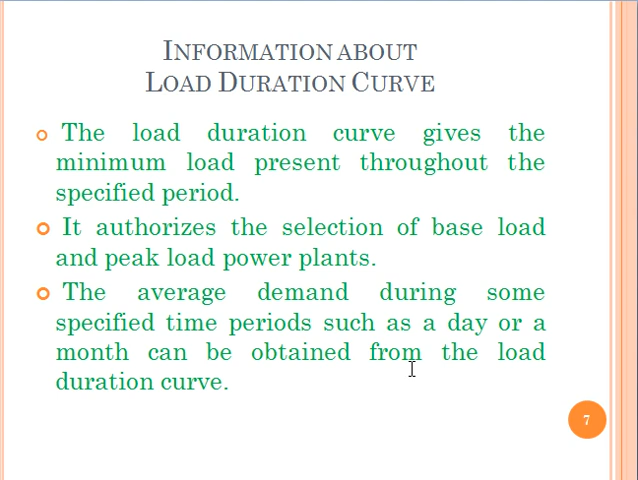 INFORMATION ABOUT
LOAD DURATION CURVE
The load duration curve gives the
minimum load present throughout the
specified period.
It authorizes the selection of base load
and peak load power plants.
The average demand during some
specified time periods such as a day or a
month can be obtained from the load
duration curve.
7